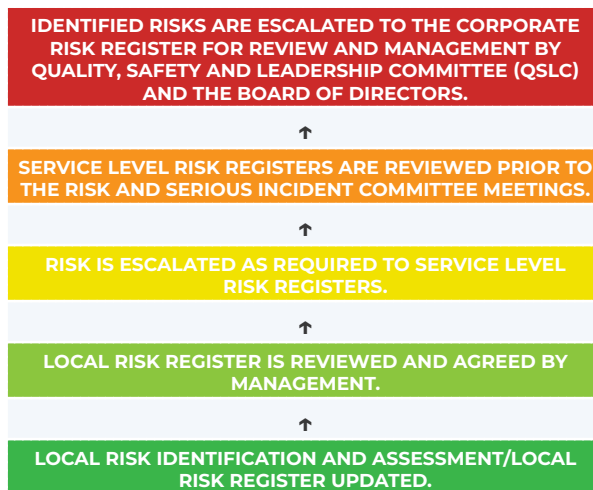 IDENTIFIED RISKS ARE ESCALATED TO THE CORPORATE
RISK REGISTER FOR REVIEW AND MANAGEMENT BY
QUALITY, SAFETY AND LEADERSHIP COMMITTEE (QSLC)
AND THE BOARD OF DIRECTORS.
↑
SERVICE LEVEL RISK REGISTERS ARE REVIEWED PRIOR TO
THE RISK AND SERIOUS INCIDENT COMMITTEE MEETINGS.
↑
RISK IS ESCALATED AS REQUIRED TO SERVICE LEVEL
RISK REGISTERS.
↑
LOCAL RISK REGISTER IS REVIEWED AND AGREED BY
MANAGEMENT.
↑
LOCAL RISK IDENTIFICATION AND ASSESSMENT/LOCAL
RISK REGISTER UPDATED.